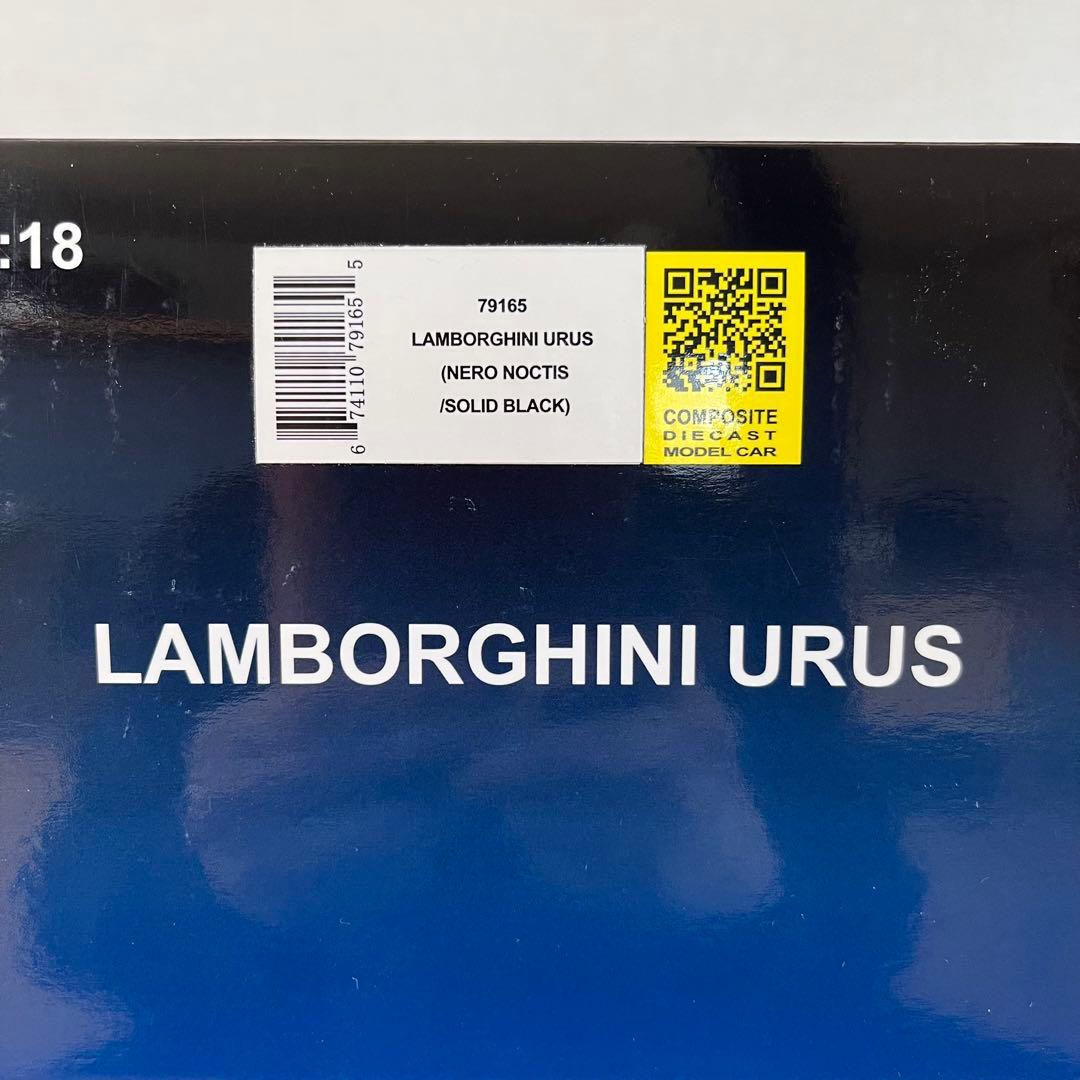 :18
79165
LAMBORGHINI URUS
(NERO NOCTIS
/SOLID BLACK)
6 74110 79165 5
COMPOSITE
DIECAST
MODEL CAR
LAMBORGHINI URUS